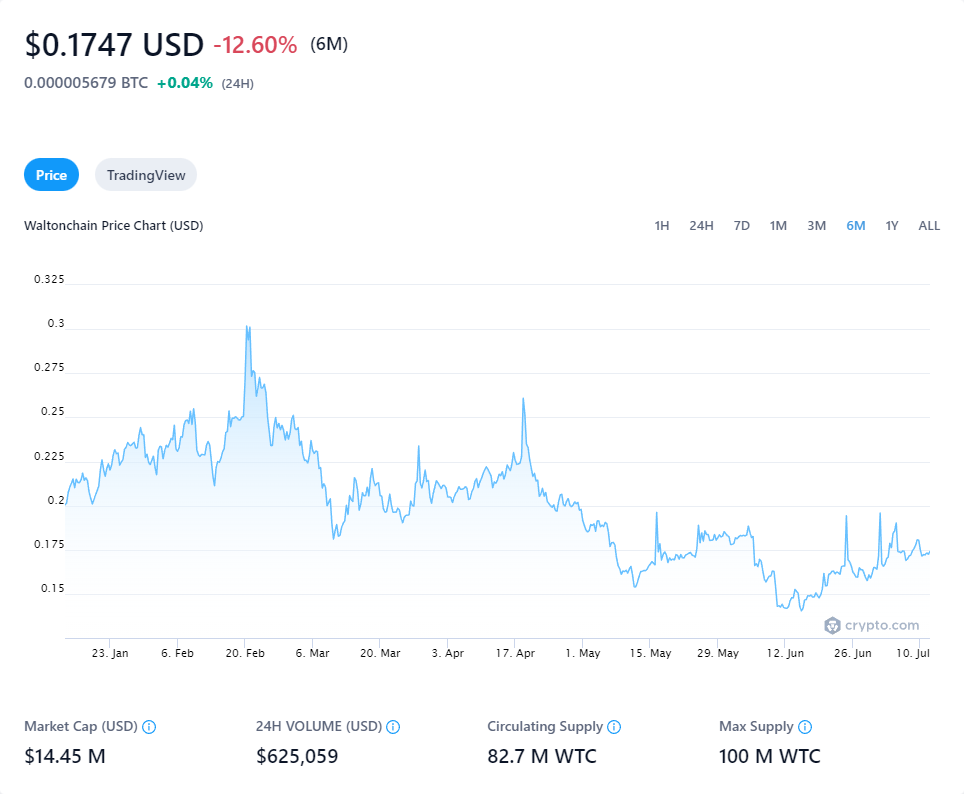 $0.1747 USD -12.60% (6M)
0.000005679 BTC +0.04% (24H)
Price TradingView
Waltonchain Price Chart (USD) 1H 24H 7D 1M 3M 6M 1Y ALL
0.325
0.3
0.275
0.25
0.225
0.2
0.175
0.15
crypto.com
23. Jan 6. Feb 20. Feb 6. Mar 20. Mar 3. Apr 17. Apr 1. May 15. May 29. May 12. Jun 26. Jun 10. Jul
Market Cap (USD) 24H VOLUME (USD) Circulating Supply Max Supply
$14.45 M $625,059 82.7 M WTC 100 M WTC